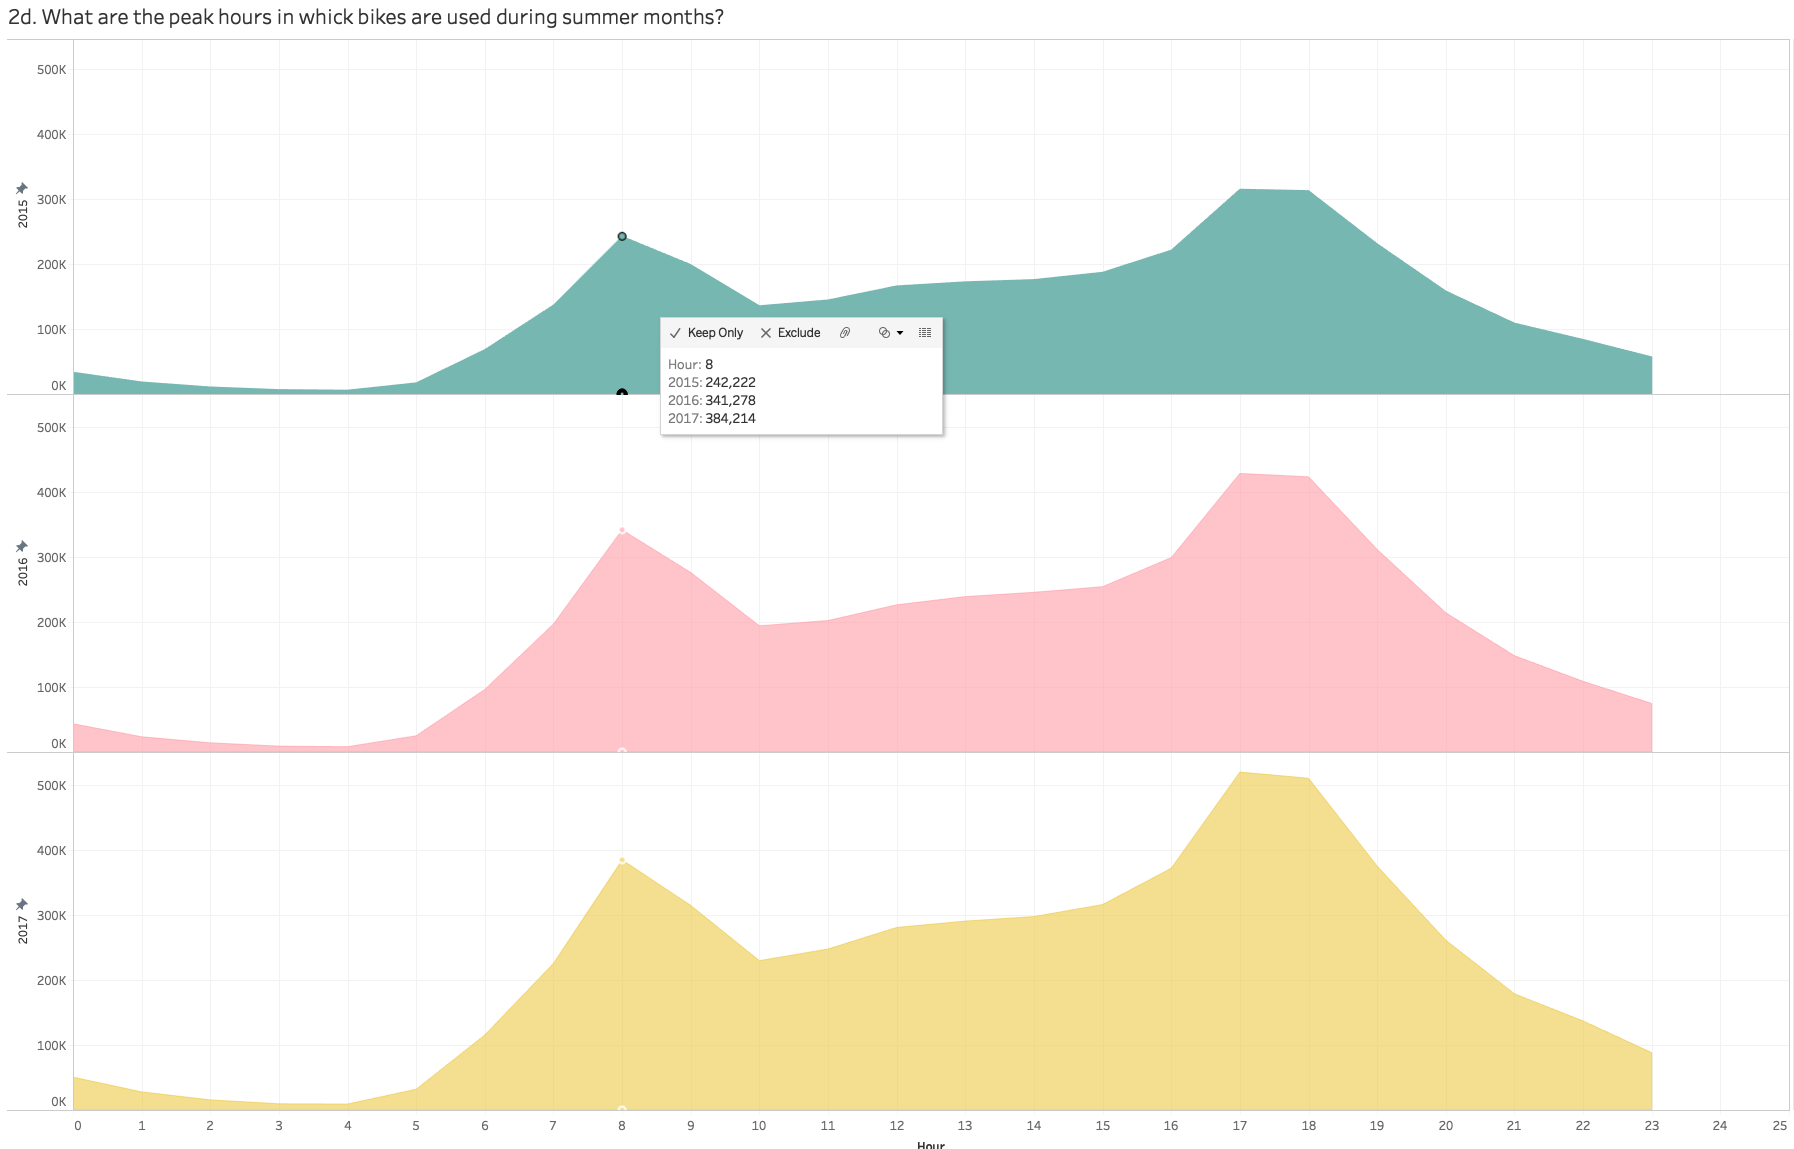 2d. What are the peak hours in whick bikes are used during summer months?
500K
400K
300K
200K
100K
0K
2015
Keep Only Exclude
Hour: 8
2015: 242,222
2016: 341,278
2017: 384,214
500K
400K
300K
200K
100K
0K
2016
500K
400K
300K
200K
100K
0K
2017
0 1 2 3 4 5 6 7 8 9 10 11 12 13 14 15 16 17 18 19 20 21 22 23 24 25
Hour